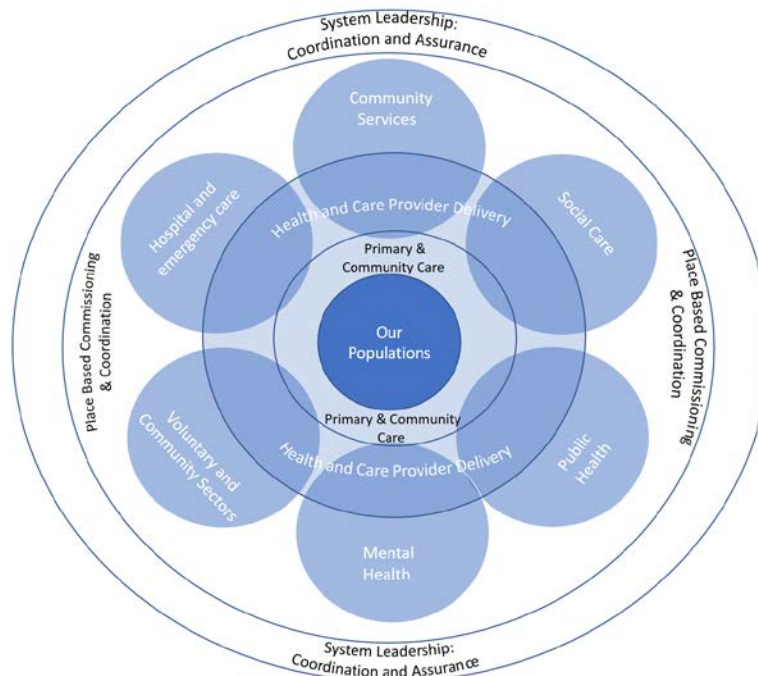 System Leadership:
Coordination and Assurance
Community
Services
Hospital and
emergency care
Health and Care Provider Delivery
Social Care
Primary &
Community Care
Place Based Commissioning
& Coordination
Our
Populations
Place Based Commissioning
& Coordination
Primary & Community
Care
Voluntary and
Community Sectors
Health and Care Provider Delivery
Public
Health
Mental
Health
System Leadership:
Coordination and Assurance